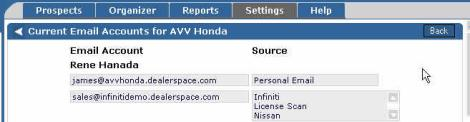 Prospects Organizer Reports Settings Help
Current Email Accounts for AVV Honda Back
Email Account Source
Rene Hanada
james@avvhonda.dealerspace.com Personal Email
sales@infinitidemo.dealerspace.com Infiniti
License Scan
Nissan